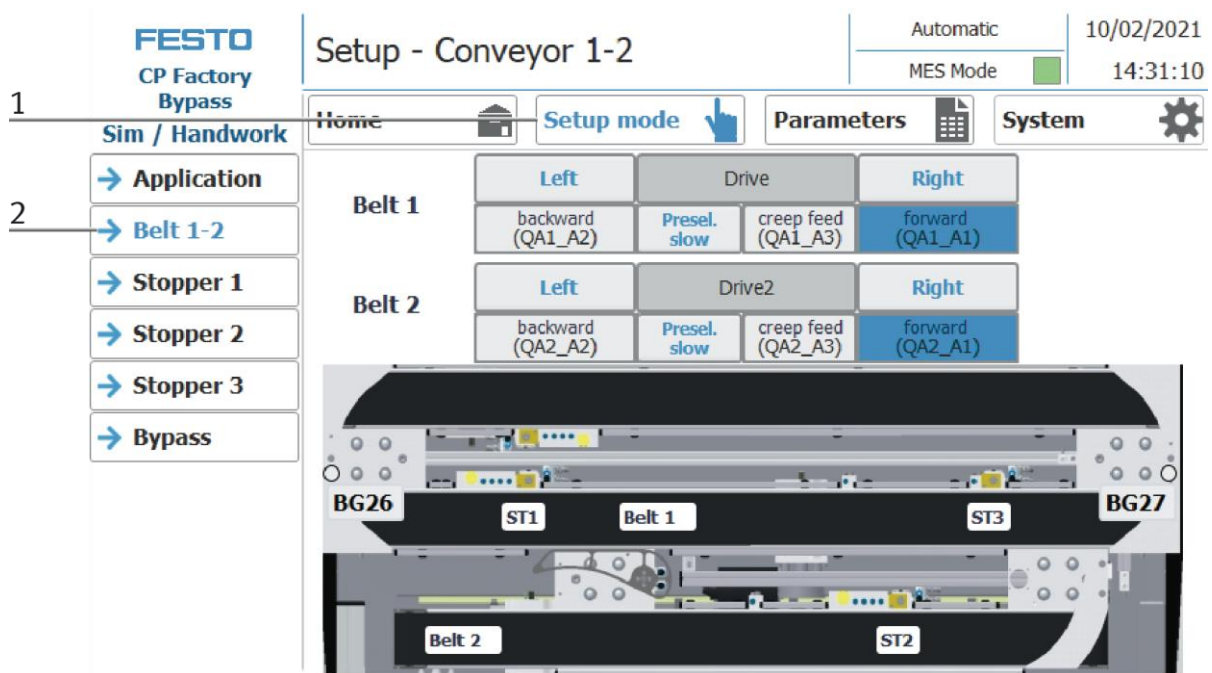 FESTO
CP Factory
Bypass
Sim / Handwork
Setup - Conveyor 1-2
Automatic
MES Mode
10/02/2021
14:31:10
1
Home
Setup mode
Parameters
System
2
Application
Belt 1-2
Stopper 1
Stopper 2
Stopper 3
Bypass
Belt 1
Left
Drive
Right
backward
(QA1_A2)
Presel.
slow
creep feed
(QA1_A3)
forward
(QA1_A1)
Belt 2
Left
Drive2
Right
backward
(QA2_A2)
Presel.
slow
creep feed
(QA2_A3)
forward
(QA2_A1)
BG26
BG27
ST1
Belt 1
ST3
Belt 2
ST2